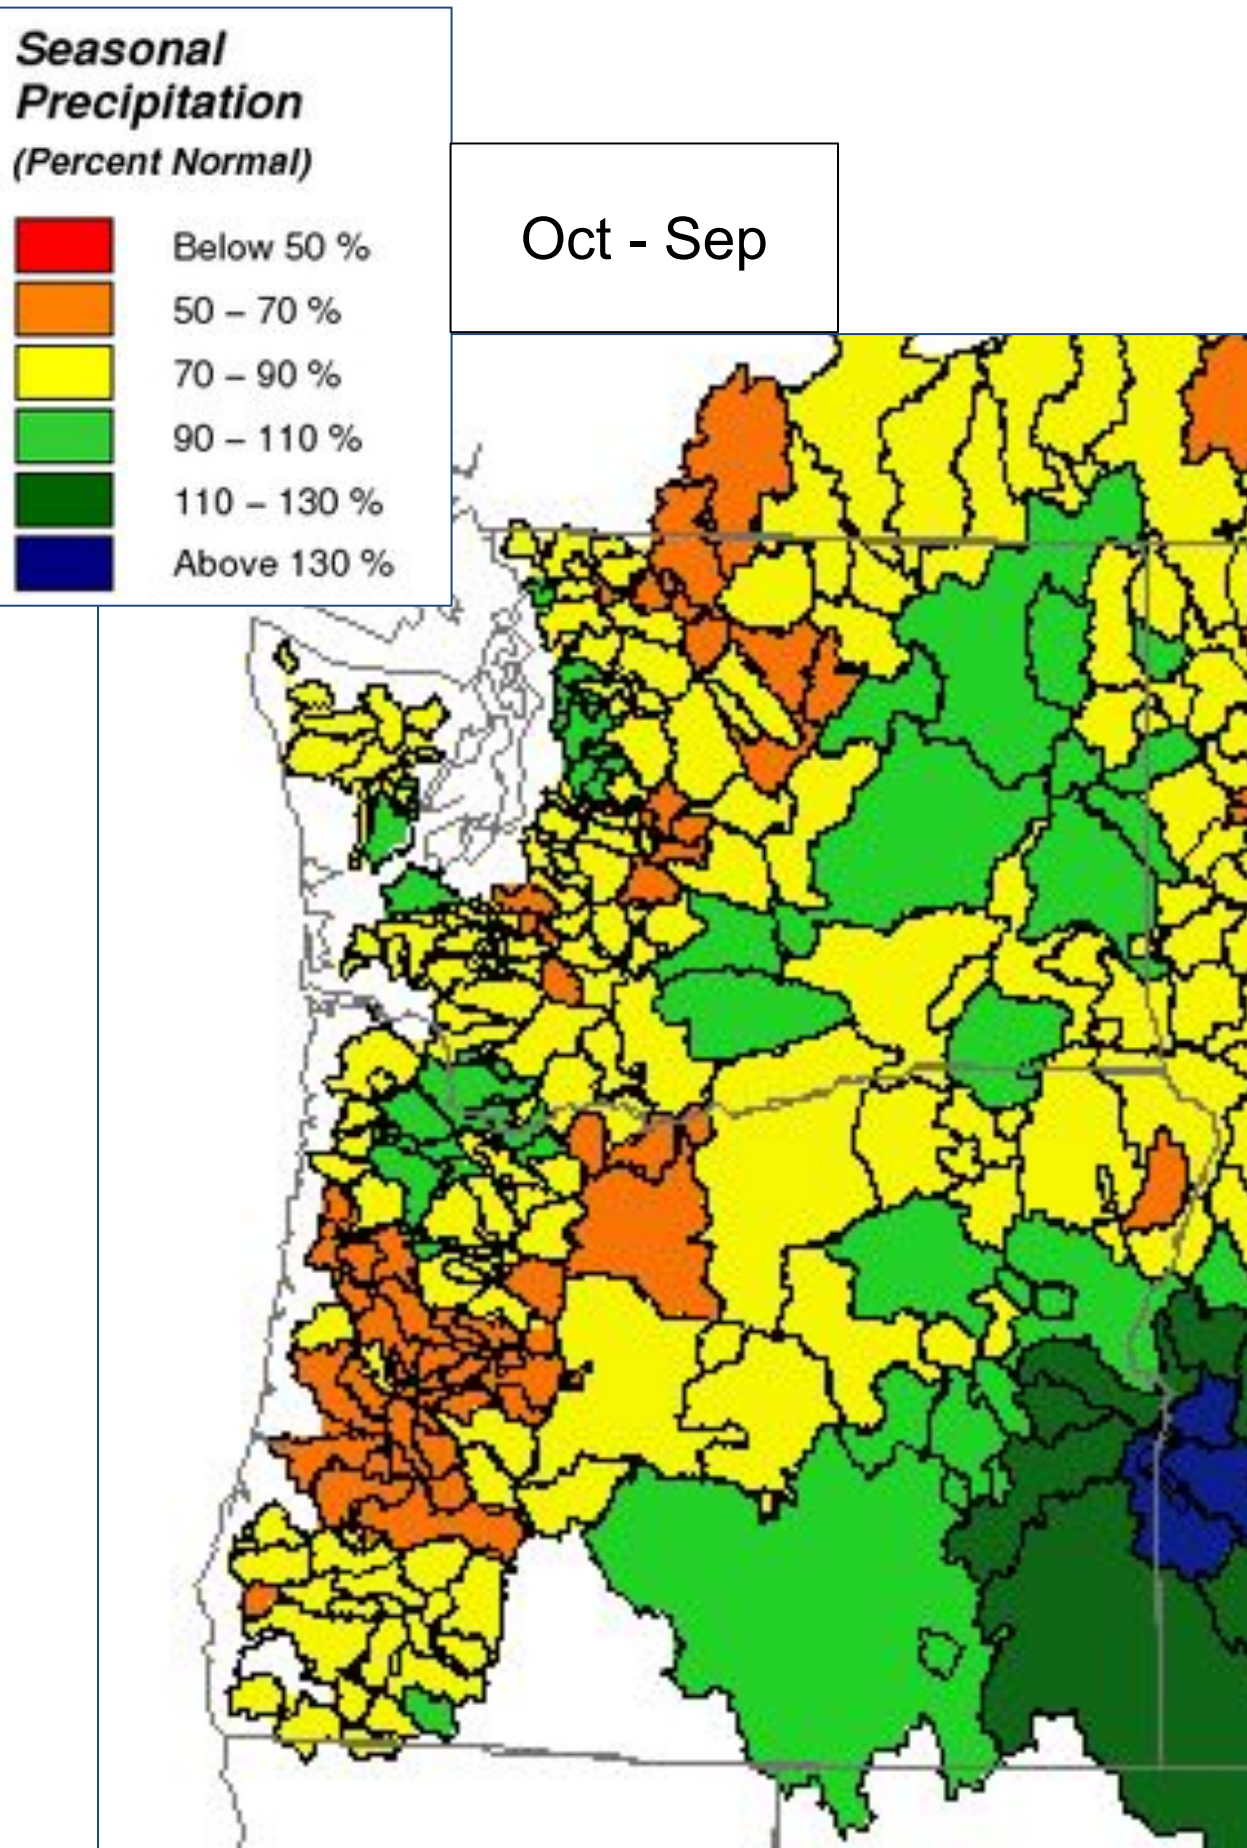 Seasonal
Precipitation
(Percent Normal)
Below 50 %
50 – 70 %
70 – 90 %
90 – 110 %
110 – 130 %
Above 130 %
Oct - Sep